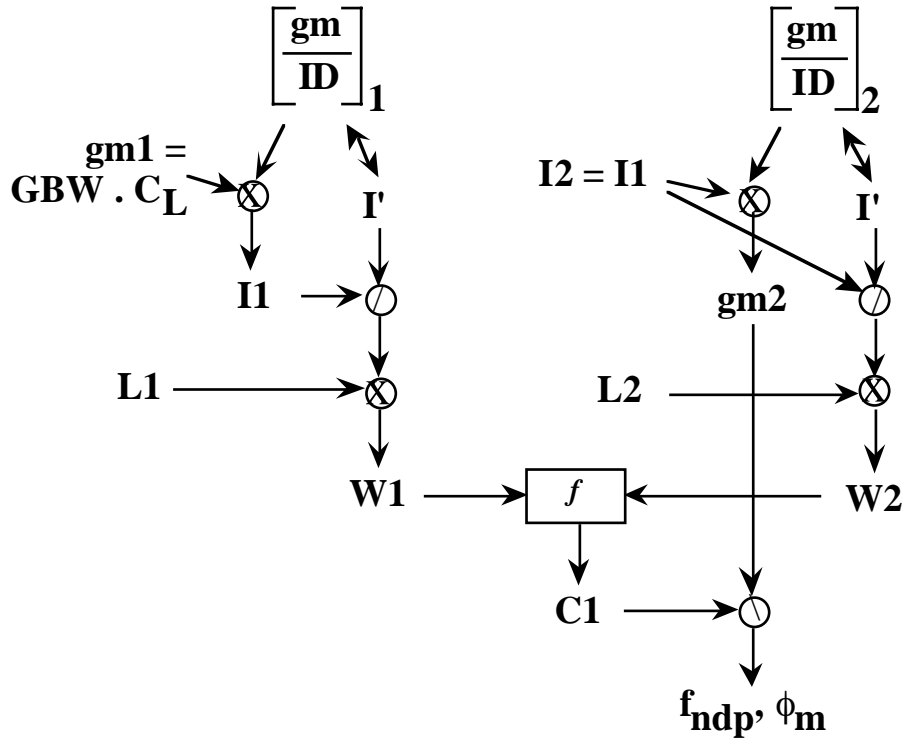 gm
ID
1
gm
ID
2
gm1 =
GBW . CL
X
I'
I2 = I1
X
I'
I1
/
gm2
/
L1
X
L2
X
W1
f
W2
C1
\
fndp, ϕm